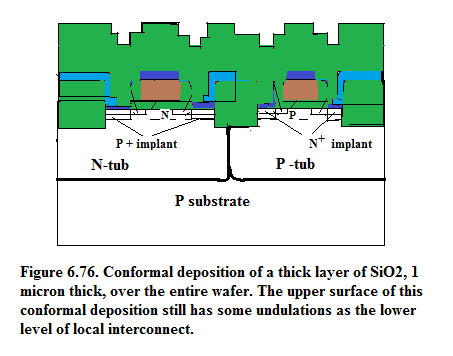 N P
P + implant N+ implant
N-tub P -tub
P substrate
Figure 6.76. Conformal deposition of a thick layer of SiO2, 1
micron thick, over the entire wafer. The upper surface of this
conformal deposition still has some undulations as the lower
level of local interconnect.